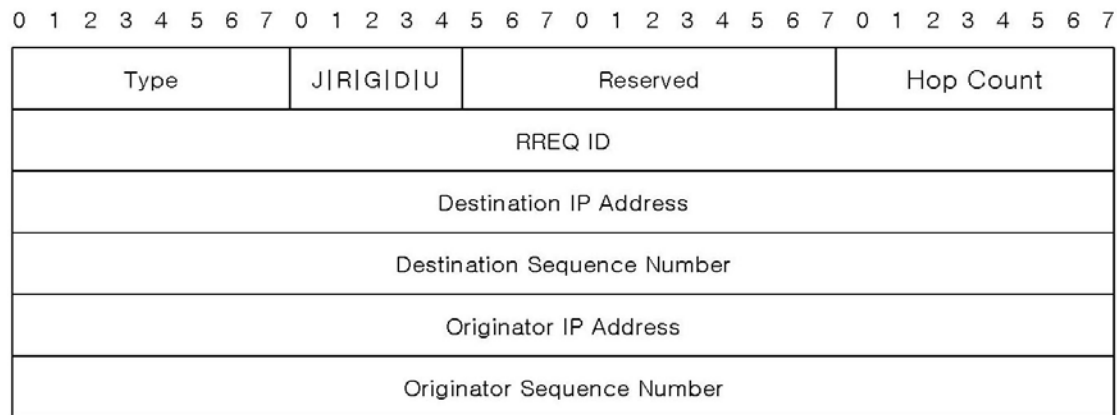 0 1 2 3 4 5 6 7 0 1 2 3 4 5 6 7 0 1 2 3 4 5 6 7 0 1 2 3 4 5 6 7
Type J|R|G|D|U Reserved Hop Count
RREQ ID
Destination IP Address
Destination Sequence Number
Originator IP Address
Originator Sequence Number